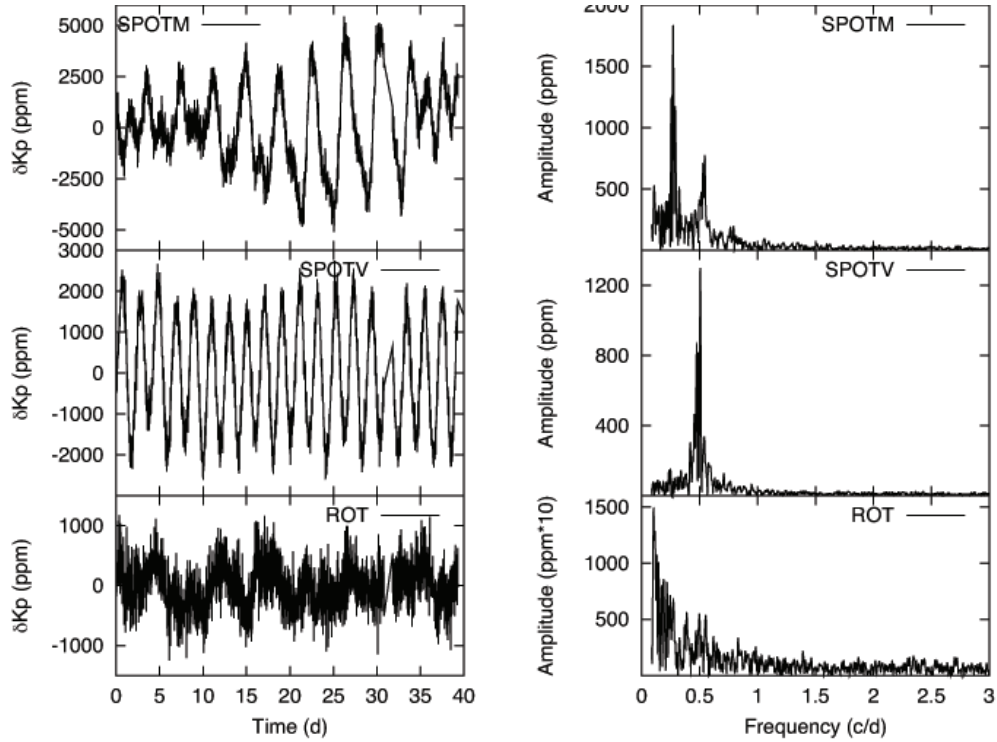 SPOTM
5000
2500
0
-2500
-5000
δKp (ppm)
3000
SPOTV
2000
1000
0
-1000
-2000
δKp (ppm)
ROT
1000
0
-1000
δKp (ppm)
0 5 10 15 20 25 30 35 40
Time (d)
2000
SPOTM
1500
1000
500
Amplitude (ppm)
SPOTV
1200
800
400
Amplitude (ppm)
1500
ROT
1000
500
Amplitude (ppm*10)
0 0.5 1 1.5 2 2.5 3
Frequency (c/d)